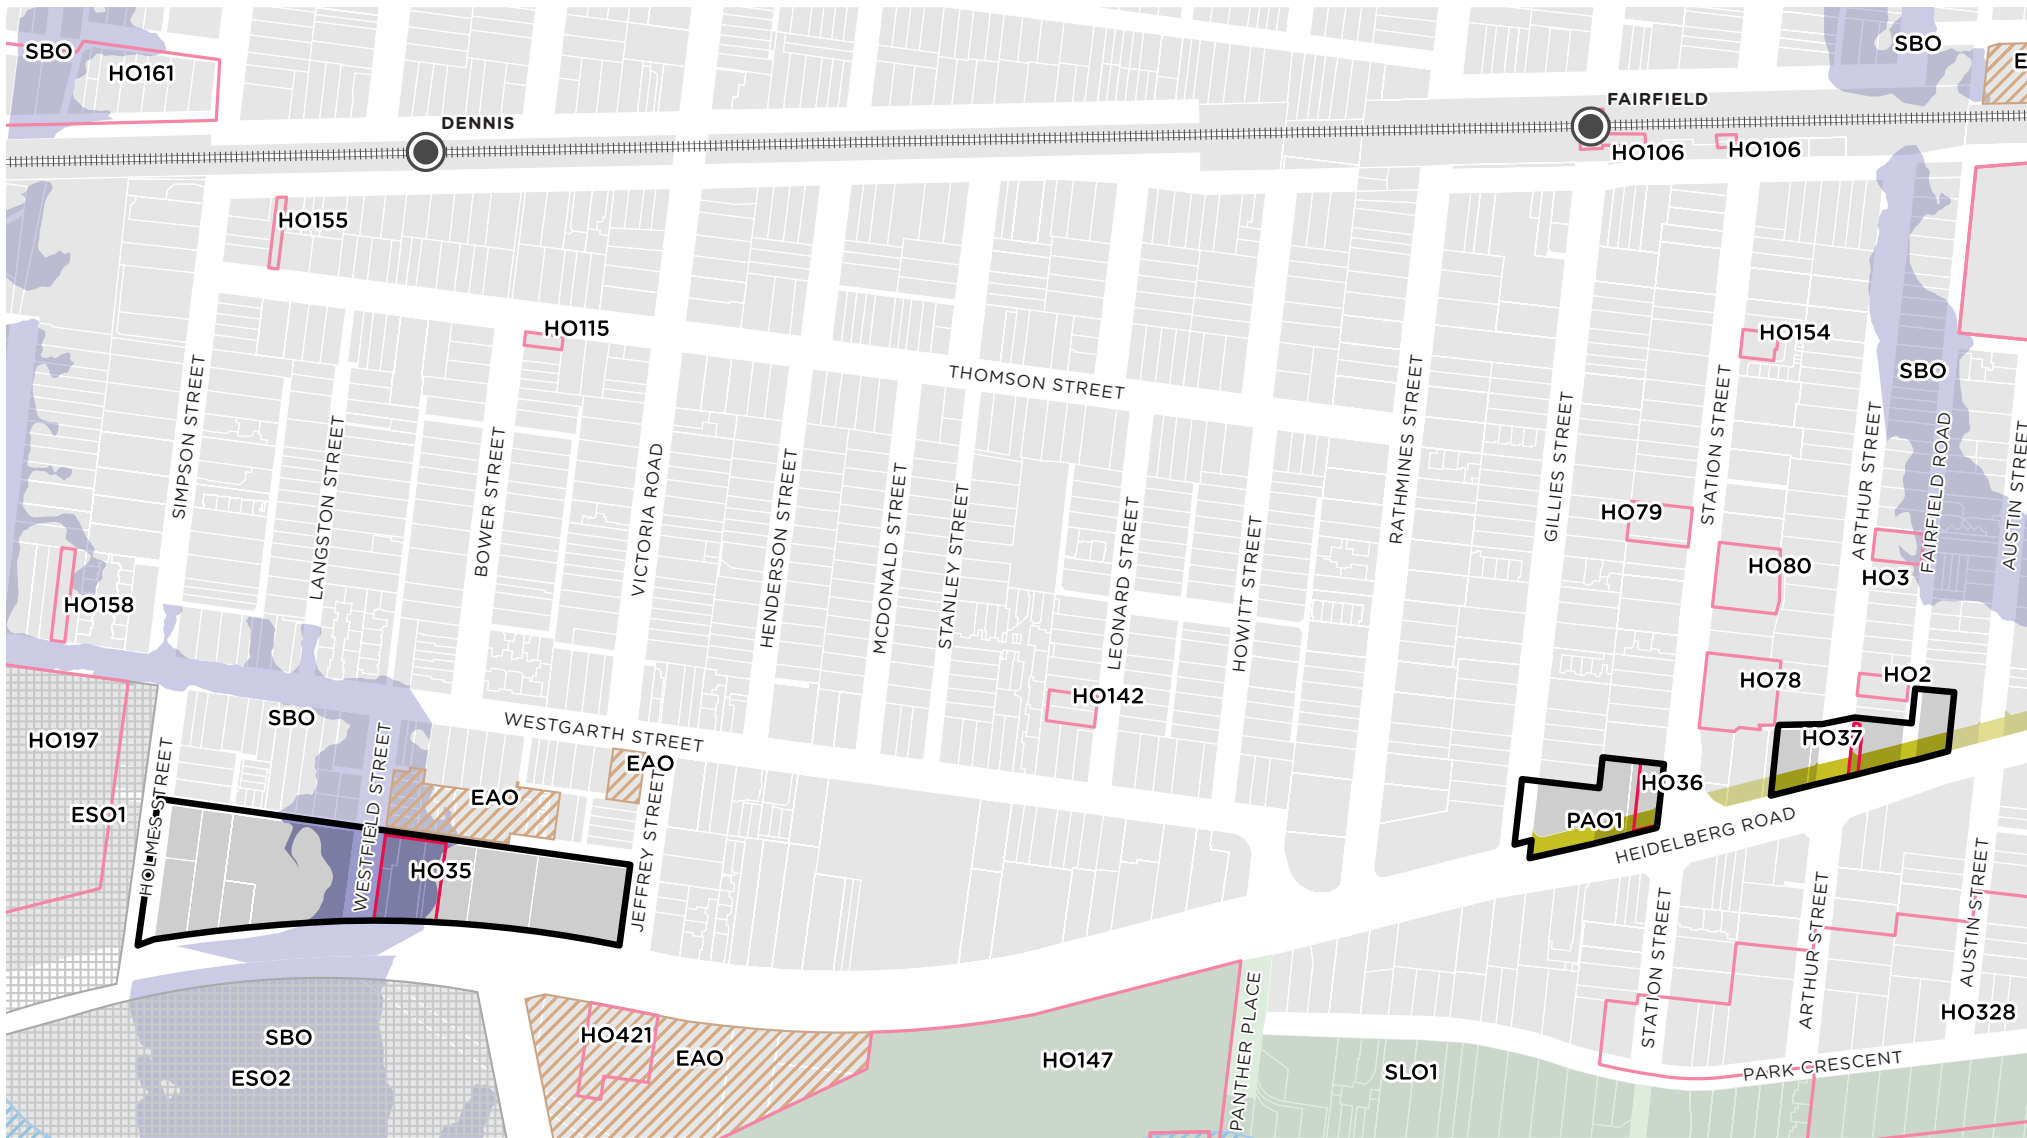 SBO
HO161
DENNIS
FAIRFIELD
SBO
E
HO106
HO106
HO155
HO115
HO154
THOMSON STREET
SBO
SIMPSON STREET
LANGSTON STREET
BOWER STREET
VICTORIA ROAD
HENDERSON STREET
MCDONALD STREET
STANLEY STREET
LEONARD STREET
HOWITT STREET
RATHMINES STREET
GILLIES STREET
STATION STREET
ARTHUR STREET
FAIRFIELD ROAD
AUSTIN STREET
HO79
HO80
HO3
HO158
HO78
HO2
HO142
SBO
WESTGARTH STREET
HO197
EAO
HO37
HO36
EAO
PAO1
ESO1
HEIDELBERG ROAD
HOLMES STREET
WESTFIELD STREET
HO35
JEFFREY STREET
STATION STREET
ARTHUR STREET
AUSTIN STREET
HO328
SBO
HO421
EAO
HO147
PANTHER PLACE
SLO1
PARK CRESCENT
ESO2